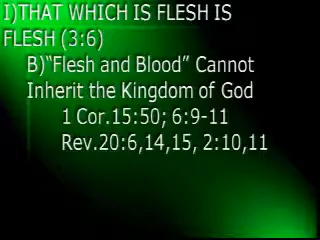 I)THAT WHICH IS FLESH IS
FLESH (3:6)
B)“Flesh and Blood” Cannot
Inherit the Kingdom of God
1 Cor.15:50; 6:9-11
Rev.20:6,14,15, 2:10,11